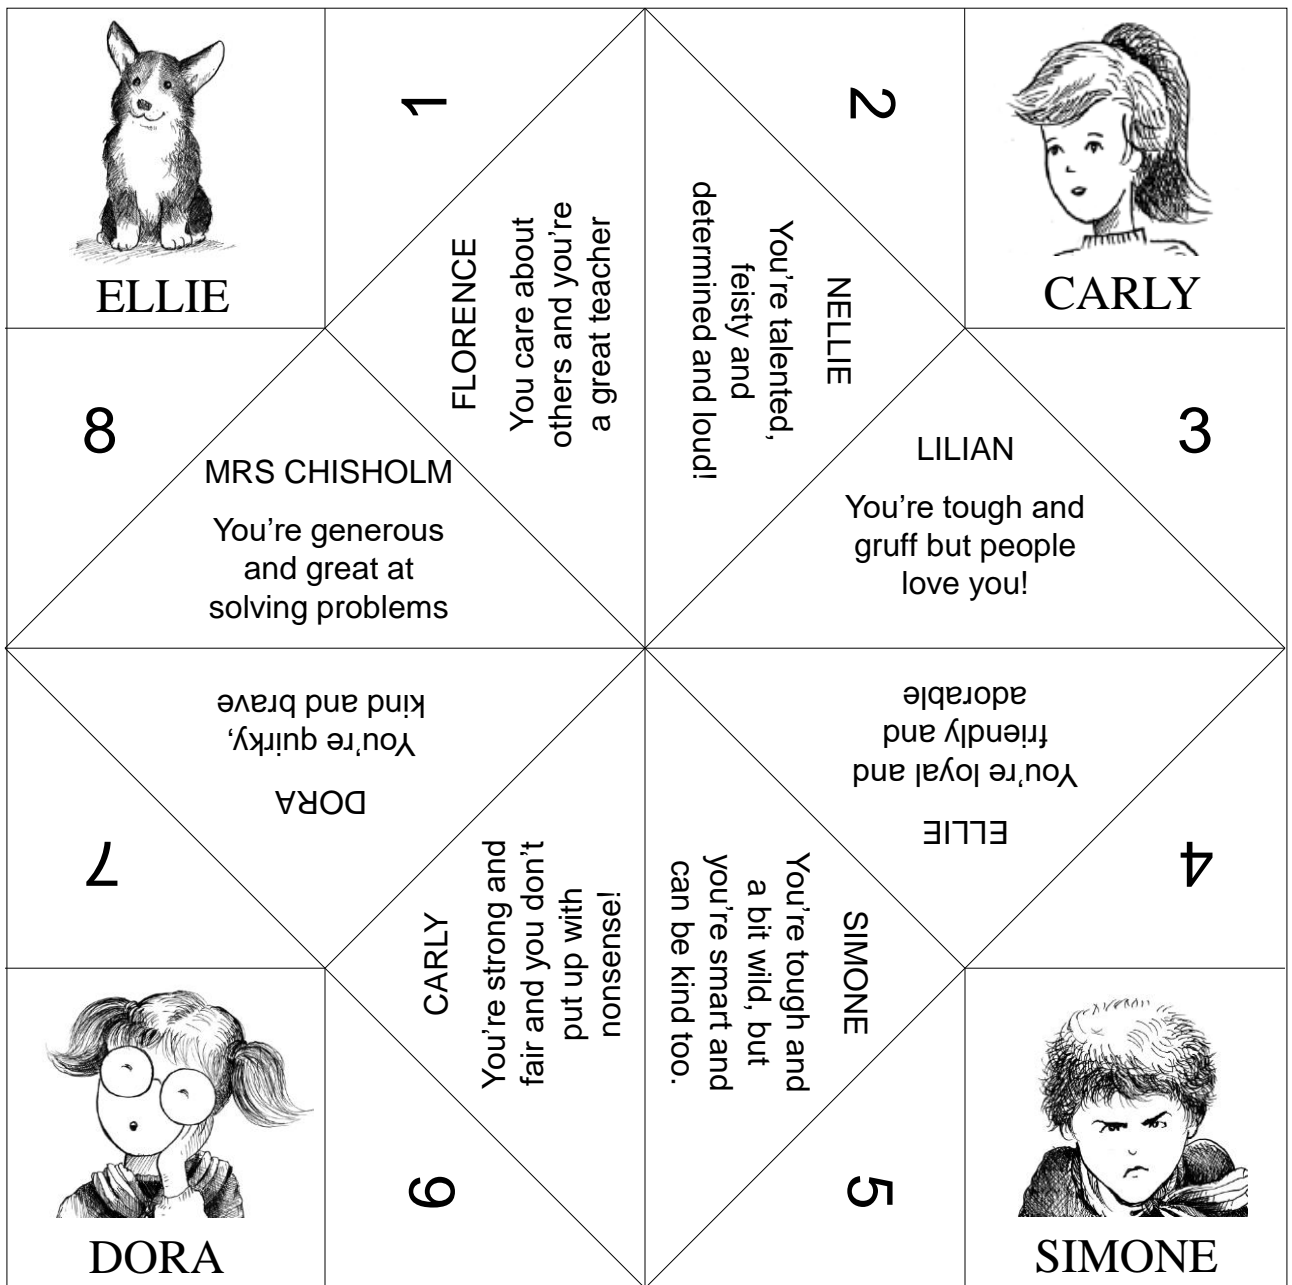 ELLIE
1
FLORENCE
You care about
others and you're
a great teacher
2
NELLIE
You're talented,
feisty and
determined and loud!
CARLY
8
MRS CHISHOLM
You're generous
and great at
solving problems
LILIAN
You're tough and
gruff but people
love you!
3
7
DORA
You're quirky,
kind and brave
ELLIE
You're loyal and
friendly and
adorable
4
CARLY
You're strong and
fair and you don't
put up with
nonsense!
6
SIMONE
You're tough and
a bit wild, but
you're smart and
can be kind too.
5
DORA
SIMONE